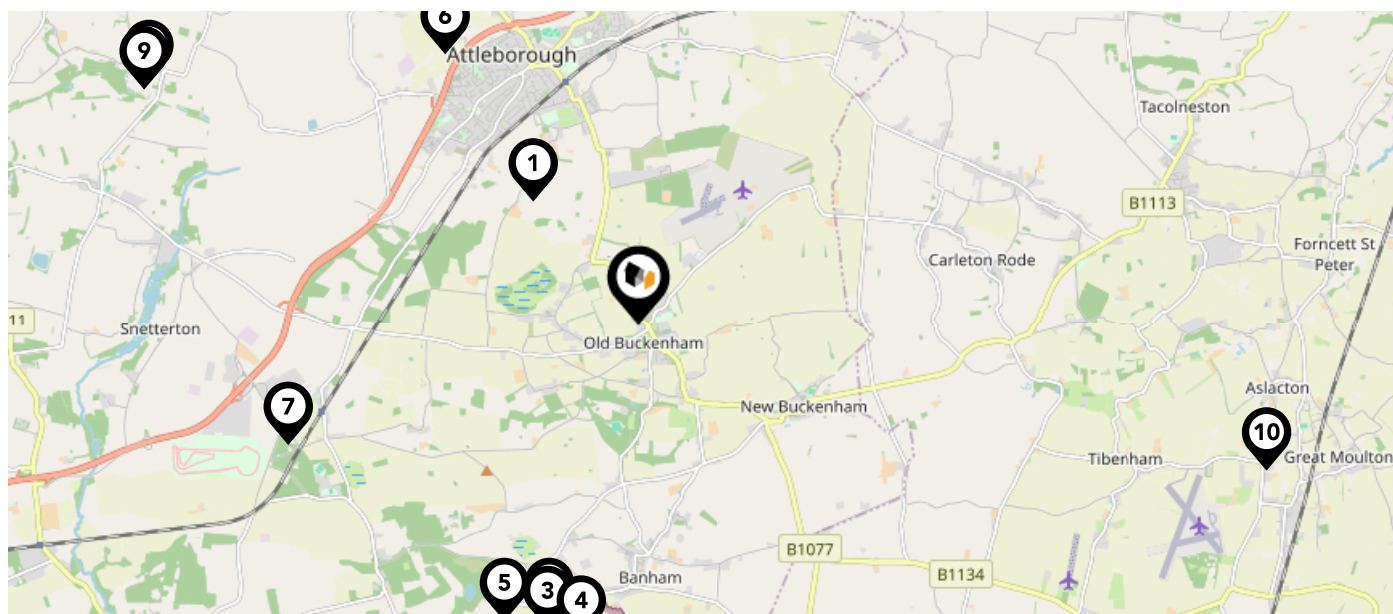 6
Attleborough
9
Tacolneston
1
B1113
Forncett St
Peter
Carleton Rode
11
Snetterton
Old Buckenham
Aslacton
7
New Buckenham
10
Tibenham
Great Moulton
B1077
5
3
4
Banham
B1134